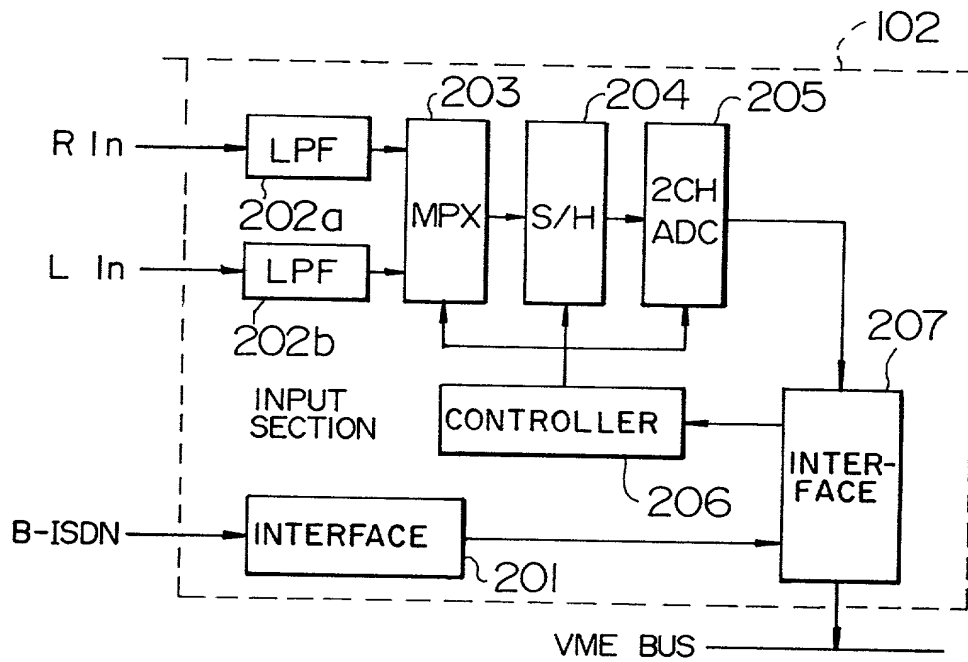 102
203
204
205
R In
LPF
202a
MPX
S/H
2CH
ADC
L In
LPF
202b
207
INPUT
SECTION
CONTROLLER
206
INTER-
FACE
B-ISDN
INTERFACE
201
VME BUS